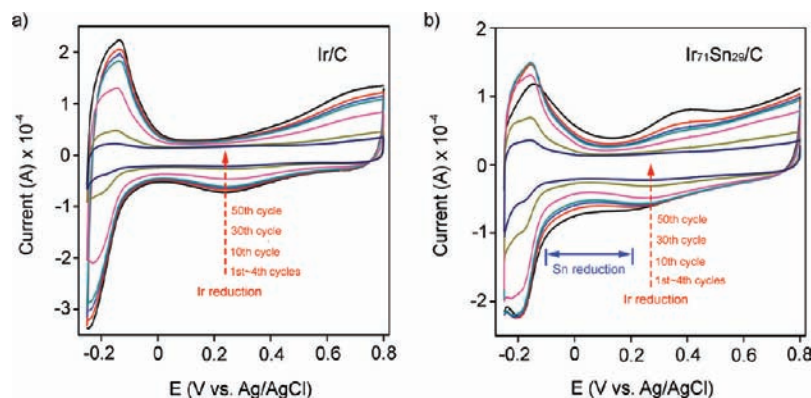 a)
Ir/C
Current (A) x 10⁻⁴
2
1
0
-1
-2
-3
50th cycle
30th cycle
10th cycle
1st~4th cycles
Ir reduction
-0.2 0 0.2 0.4 0.6 0.8
E (V vs. Ag/AgCl)
b)
Ir₇₁Sn₂₉/C
Current (A) x 10⁻⁴
2
1
0
-1
-2
50th cycle
30th cycle
10th cycle
1st~4th cycles
Sn reduction
Ir reduction
-0.2 0 0.2 0.4 0.6 0.8
E (V vs. Ag/AgCl)